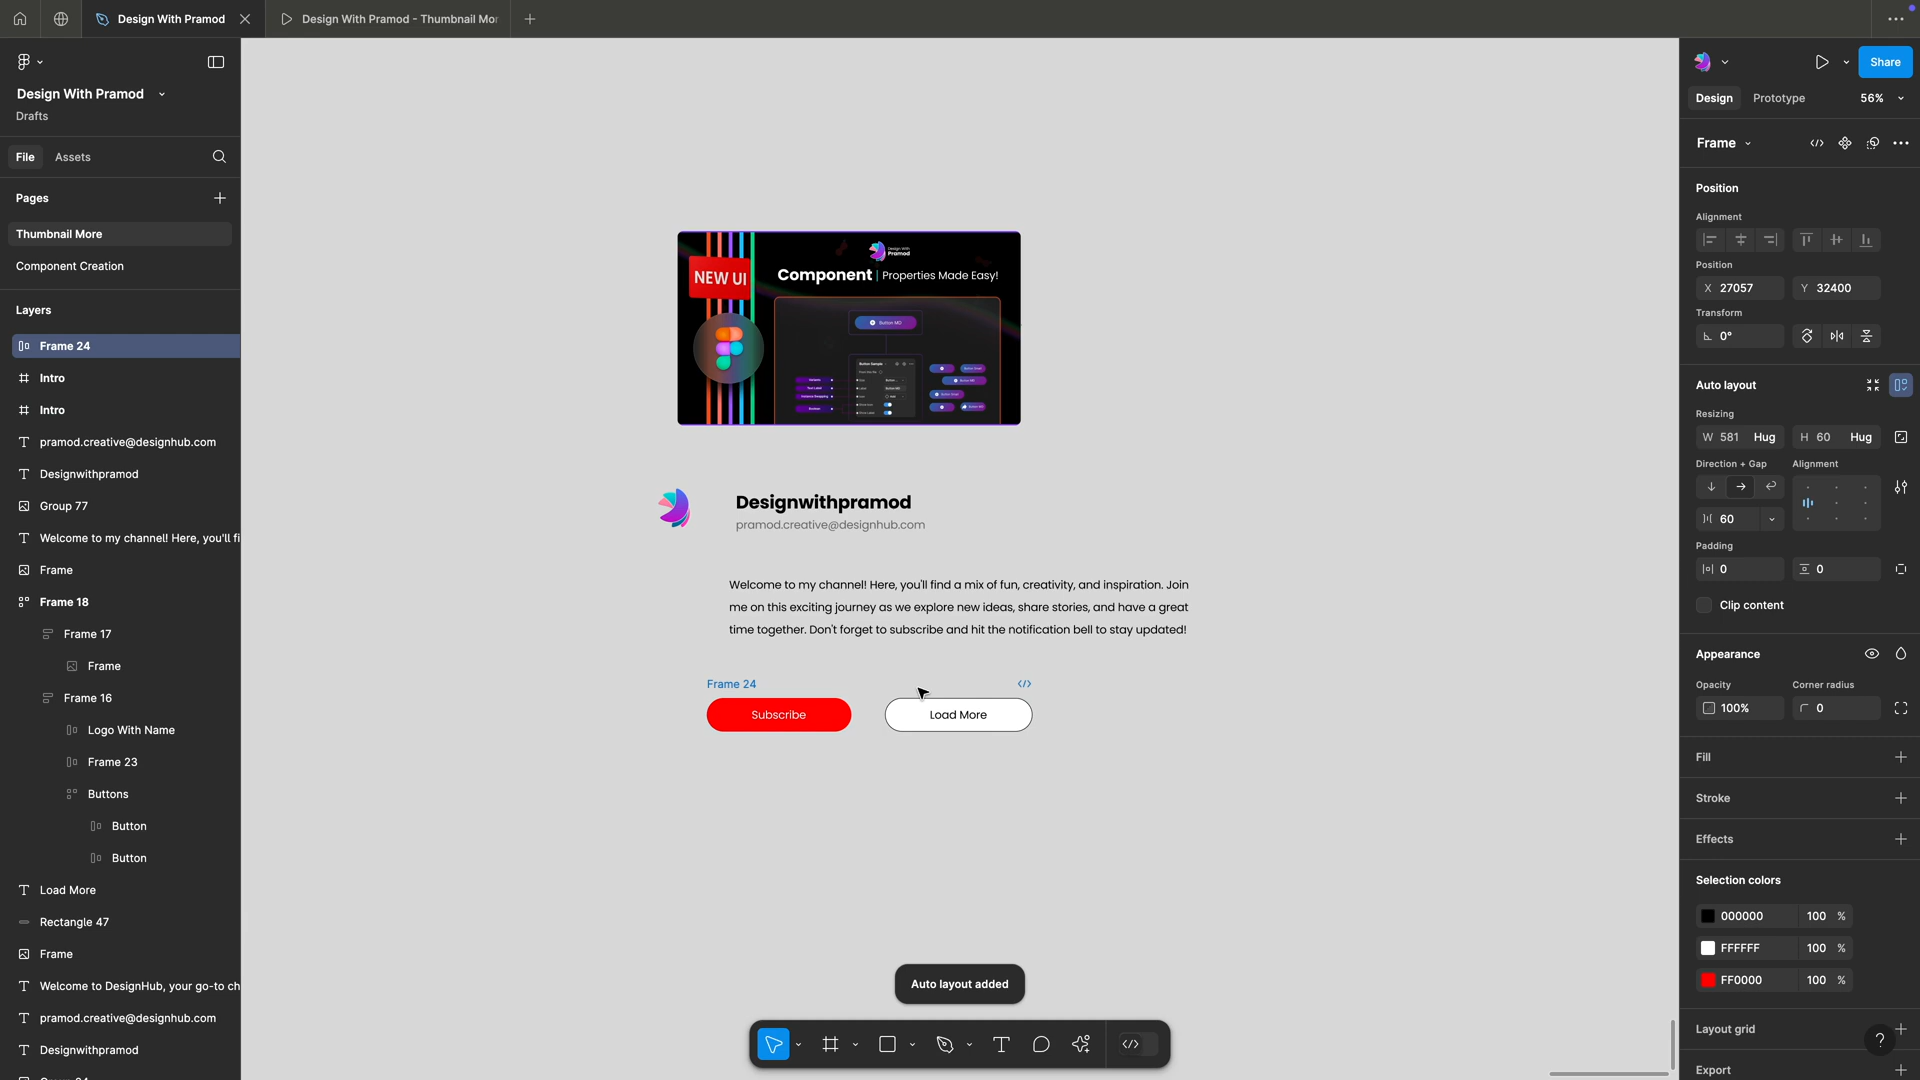 Design With Pramod
Design With Pramod - Thumbnail Mor
Design With Pramod
Drafts
File
Assets
Pages
Thumbnail More
Component Creation
Layers
Frame 24
Intro
Intro
pramod.creative@designhub.com
Designwithpramod
Group 77
Welcome to my channel! Here, you'll fi
Frame
Frame 18
Frame 17
Frame
Frame 16
Logo With Name
Frame 23
Buttons
Button
Button
Load More
Rectangle 47
Frame
Welcome to DesignHub, your go-to ch
pramod.creative@designhub.com
Designwithpramod
Design With
Pramod
NEW UI
Component | Properties Made Easy!
Button MD
Button Sample
Designwithpramod
pramod.creative@designhub.com
Welcome to my channel! Here, you'll find a mix of fun, creativity, and inspiration. Join
me on this exciting journey as we explore new ideas, share stories, and have a great
time together. Don't forget to subscribe and hit the notification bell to stay updated!
Frame 24
Subscribe
Load More
Auto layout added
Share
Design
Prototype
56%
Frame
Position
Alignment
Position
X 27057
Y 32400
Transform
0°
Auto layout
Resizing
W 581 Hug
H 60 Hug
Direction + Gap
Alignment
60
Padding
0
0
Clip content
Appearance
Opacity
Corner radius
100%
0
Fill
Stroke
Effects
Selection colors
000000 100 %
FFFFFF 100 %
FF0000 100 %
Layout grid
?
Export